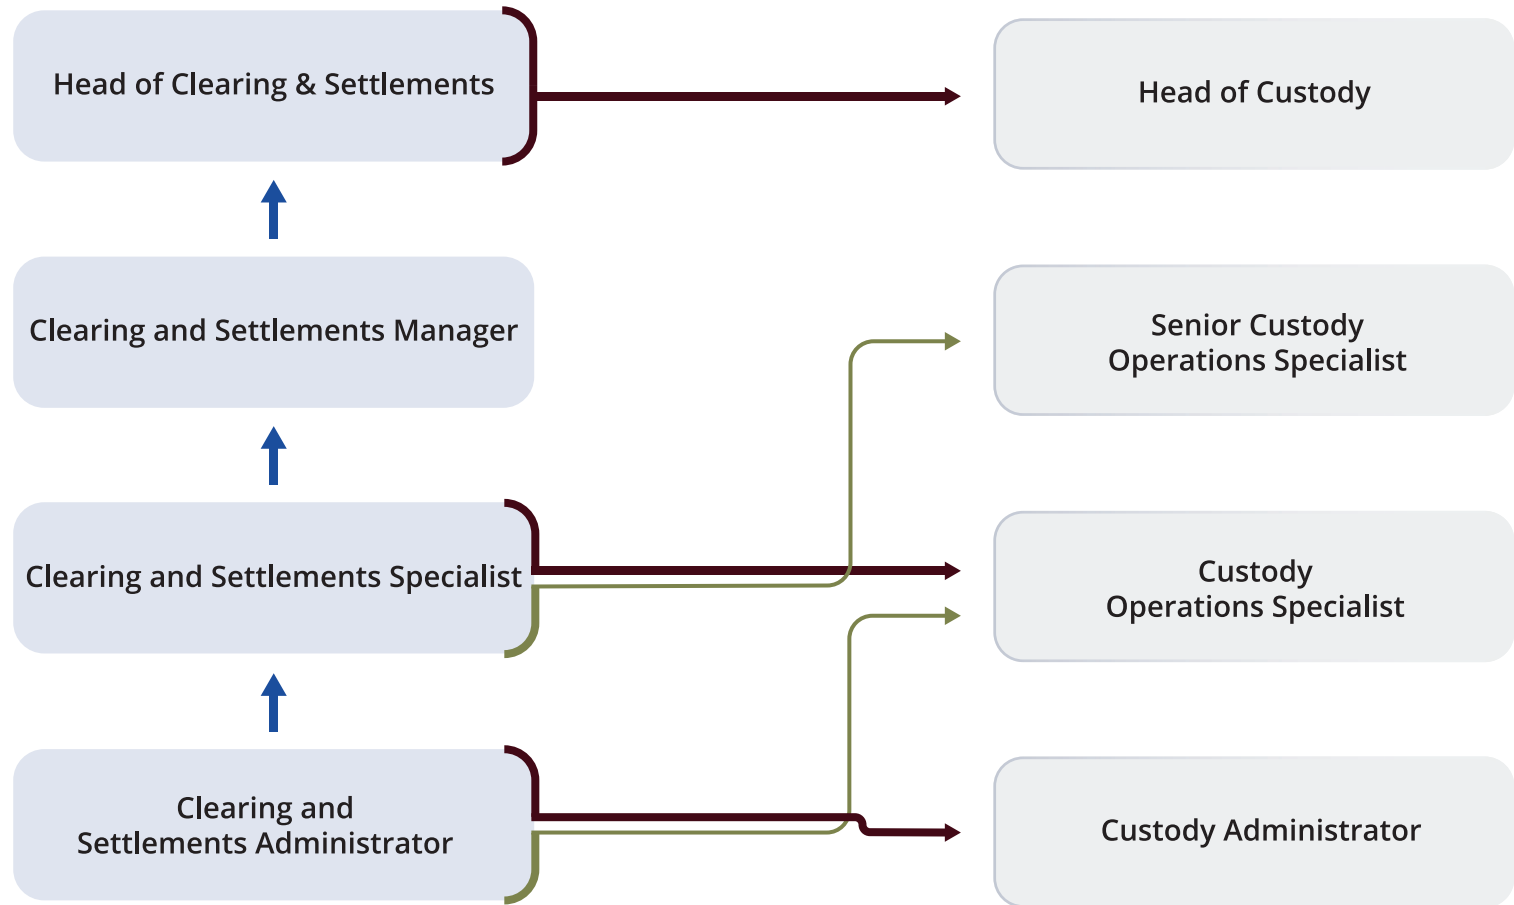 Head of Clearing & Settlements
Head of Custody
Clearing and Settlements Manager
Senior Custody
Operations Specialist
Clearing and Settlements Specialist
Custody
Operations Specialist
Clearing and
Settlements Administrator
Custody Administrator